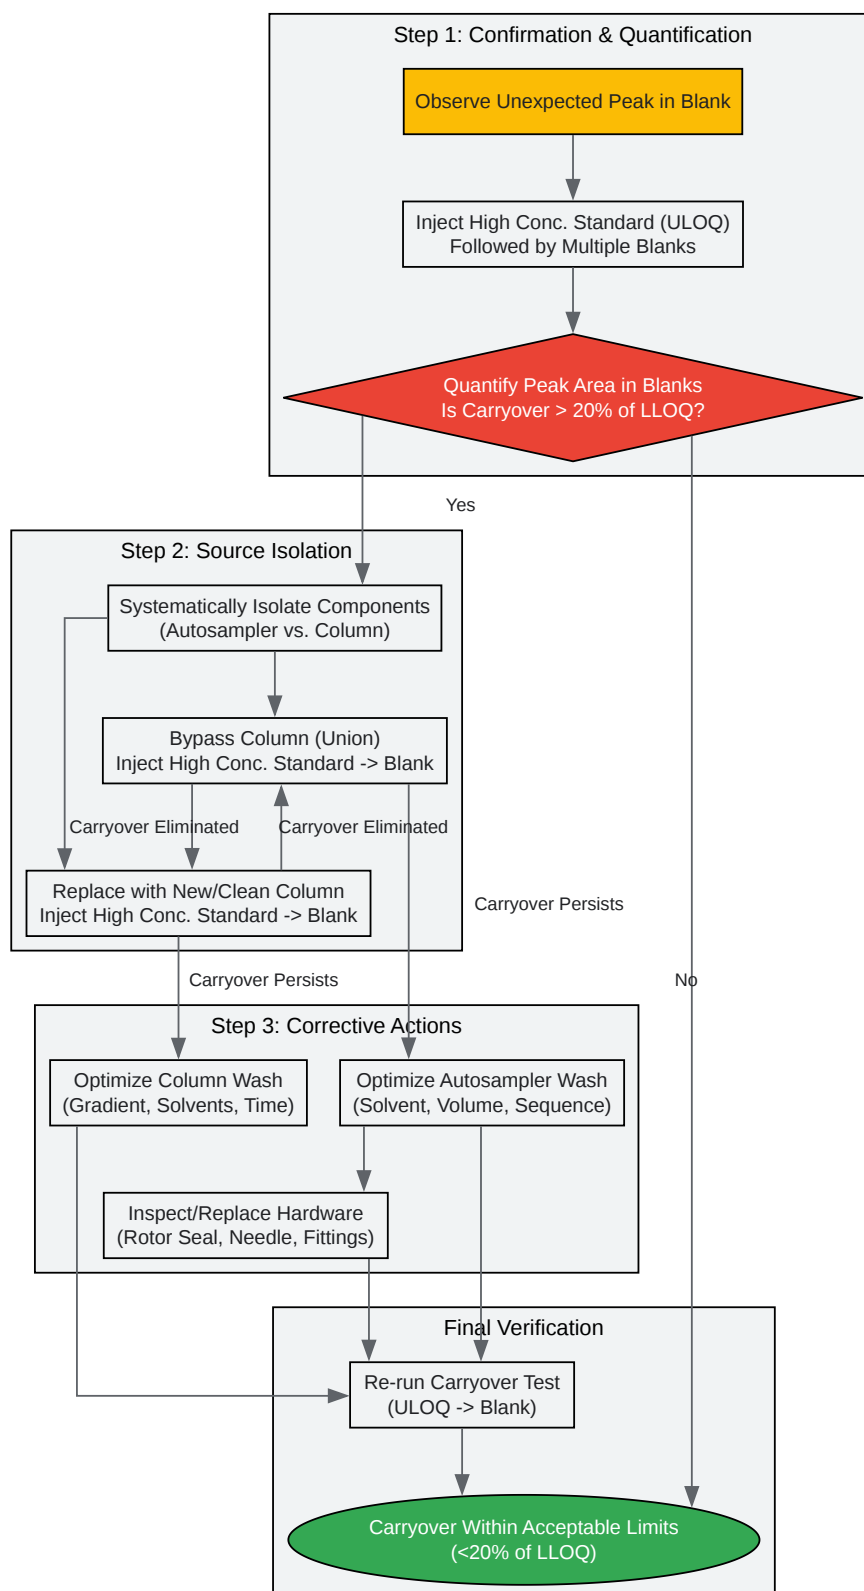 Step 1: Confirmation & Quantification
Observe Unexpected Peak in Blank
Inject High Conc. Standard (ULOQ)
Followed by Multiple Blanks
Quantify Peak Area in Blanks
Is Carryover > 20% of LLOQ?
Yes
Step 2: Source Isolation
Systematically Isolate Components
(Autosampler vs. Column)
Bypass Column (Union)
Inject High Conc. Standard -> Blank
Carryover Eliminated
Carryover Eliminated
Replace with New/Clean Column
Inject High Conc. Standard -> Blank
Carryover Persists
Carryover Persists
No
Step 3: Corrective Actions
Optimize Column Wash
(Gradient, Solvents, Time)
Optimize Autosampler Wash
(Solvent, Volume, Sequence)
Inspect/Replace Hardware
(Rotor Seal, Needle, Fittings)
Final Verification
Re-run Carryover Test
(ULOQ -> Blank)
Carryover Within Acceptable Limits
(<20% of LLOQ)